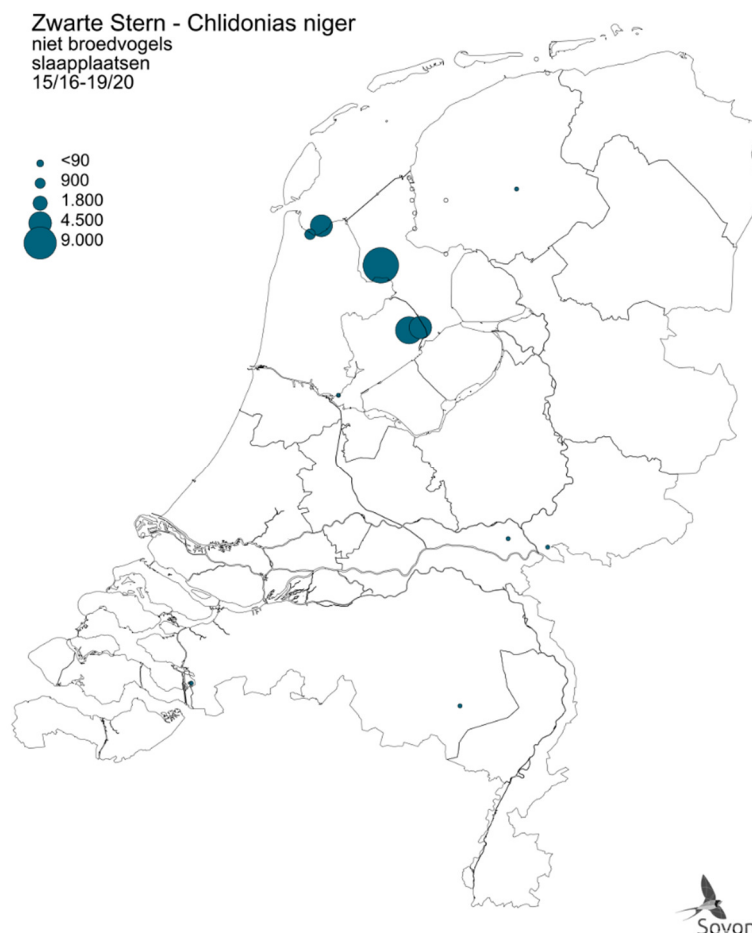 Zwarte Stern - Chlidonias niger
niet broedvogels
slaapplaatsen
15/16-19/20
<90
900
1.800
4.500
9.000
Sovon